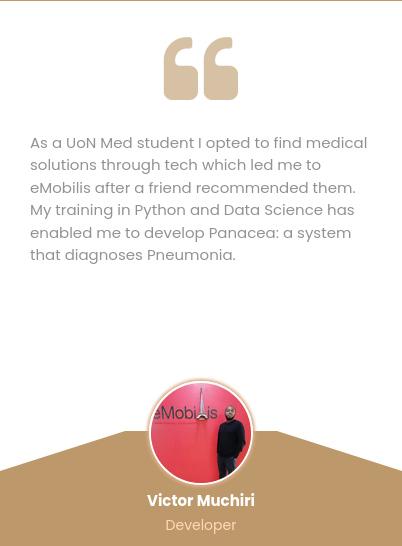 As a UoN Med student I opted to find medical
solutions through tech which led me to
eMobilis after a friend recommended them.
My training in Python and Data Science has
enabled me to develop Panacea: a system
that diagnoses Pneumonia.
eMobilis
Victor Muchiri
Developer